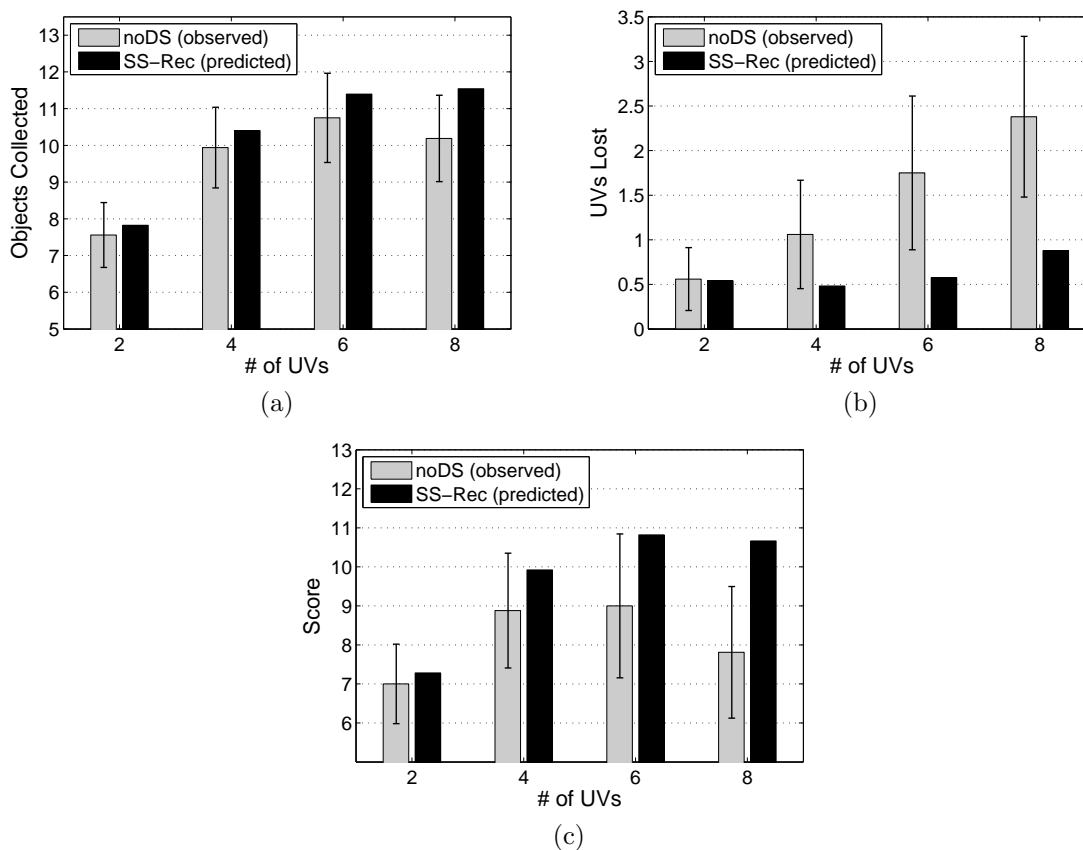 noDS (observed)
SS−Rec (predicted)
13
12
11
10
9
8
7
6
5
Objects Collected
2 4 6 8
# of UVs
(a)
noDS (observed)
SS−Rec (predicted)
3.5
3
2.5
2
1.5
1
0.5
0
UVs Lost
2 4 6 8
# of UVs
(b)
noDS (observed)
SS−Rec (predicted)
13
12
11
10
9
8
7
6
Score
2 4 6 8
# of UVs
(c)